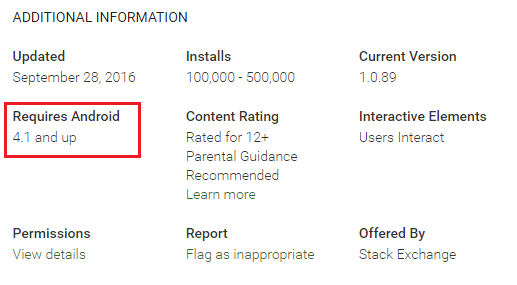 ADDITIONAL INFORMATION
Updated
September 28, 2016
Installs
100,000 - 500,000
Current Version
1.0.89
Requires Android
4.1 and up
Content Rating
Rated for 12+
Parental Guidance
Recommended
Learn more
Interactive Elements
Users Interact
Permissions
View details
Report
Flag as inappropriate
Offered By
Stack Exchange